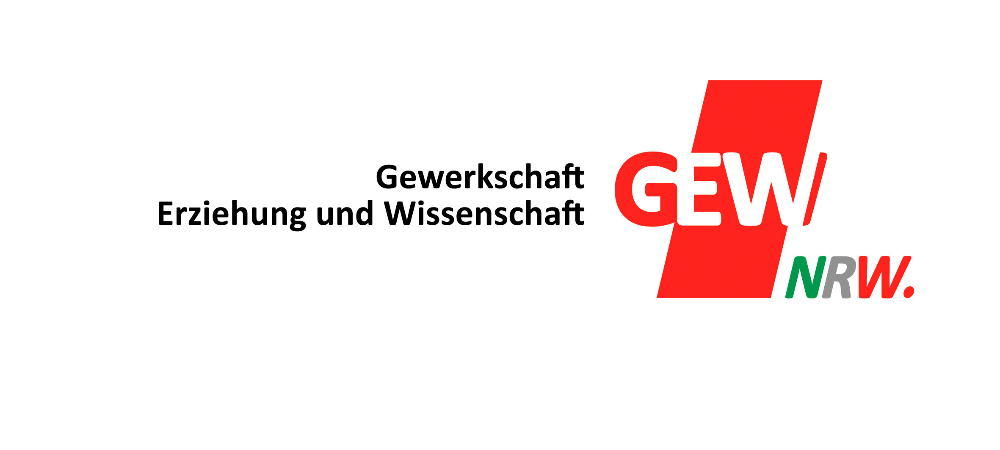 Gewerkschaft
Erziehung und Wissenschaft
GEW
NRW.